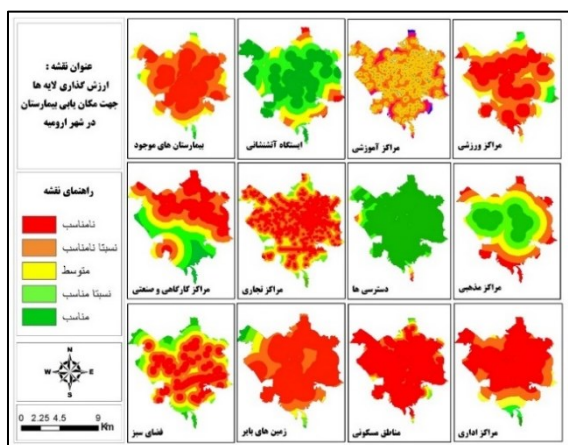 عنوان نقشه :
ارزش گذاری لایه ها
جهت مکان یابی بیمارستان
در شهر ارومیه
بیمارستان های موجود
ایستگاه آتشنشانی
مراکز آموزشی
مراکز ورزشی
راهنمای نقشه
نامناسب
نسبتا نامناسب
متوسط
نسبتا مناسب
مناسب
مراکز کارگاهی و صنعتی
مراکز تجاری
دسترسی ها
مراکز مذهبی
N
W E
S
0 2.25 4.5 9
Km
فضای سبز
زمین های بایر
مناطق مسکونی
مراکز اداری